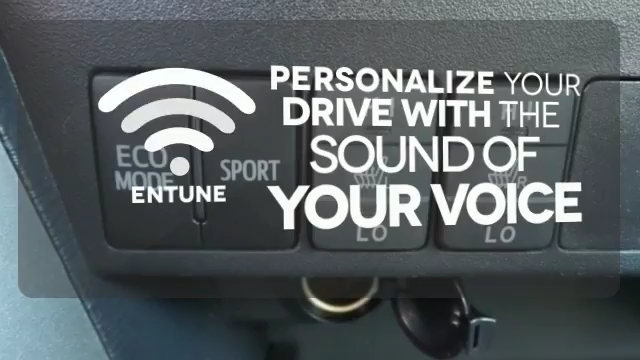 PERSONALIZE YOUR
DRIVE WITH THE
SOUND OF
YOUR VOICE
ENTUNE
ECO
MODE
SPORT
LO
LO